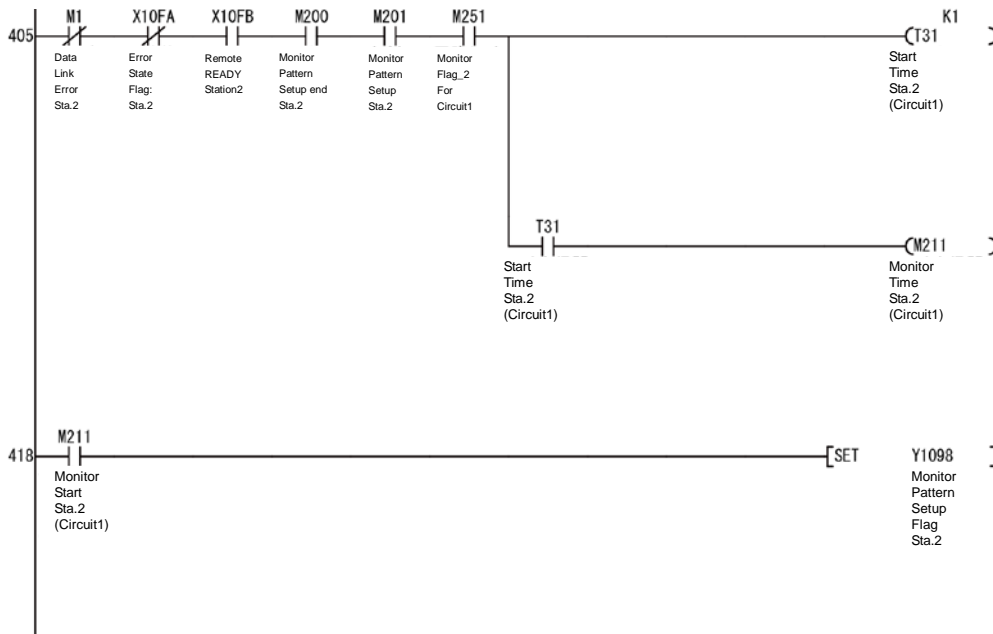 M1 X10FA X10FB M200 M201 M251 K1
405 (T31 )
Data Error Remote Monitor Monitor Monitor Start
Link State READY Pattern Pattern Flag_2 Time
Error Flag: Station2 Setup end Setup For Sta.2
Sta.2 Sta.2 Sta.2 Sta.2 Circuit1 (Circuit1)
T31
(M211 )
Start Monitor
Time Time
Sta.2 Sta.2
(Circuit1) (Circuit1)
M211
418 [SET Y1098 ]
Monitor Monitor
Start Pattern
Sta.2 Setup
(Circuit1) Flag
Sta.2